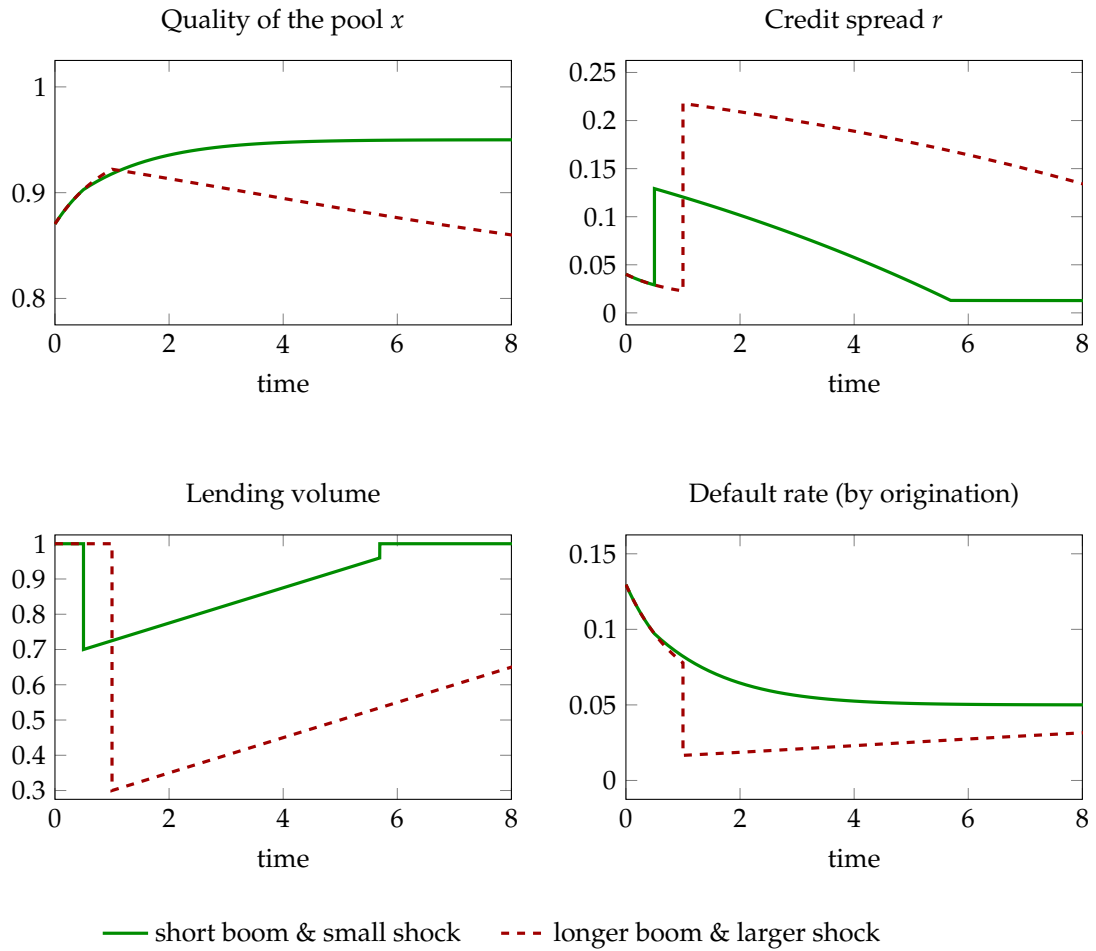 Quality of the pool x
Credit spread r
1
0.9
0.8
0 2 4 6 8
time
0.25
0.2
0.15
0.1
0.05
0
0 2 4 6 8
time
Lending volume
Default rate (by origination)
1
0.9
0.8
0.7
0.6
0.5
0.4
0.3
0 2 4 6 8
time
0.15
0.1
0.05
0
0 2 4 6 8
time
short boom & small shock
longer boom & larger shock